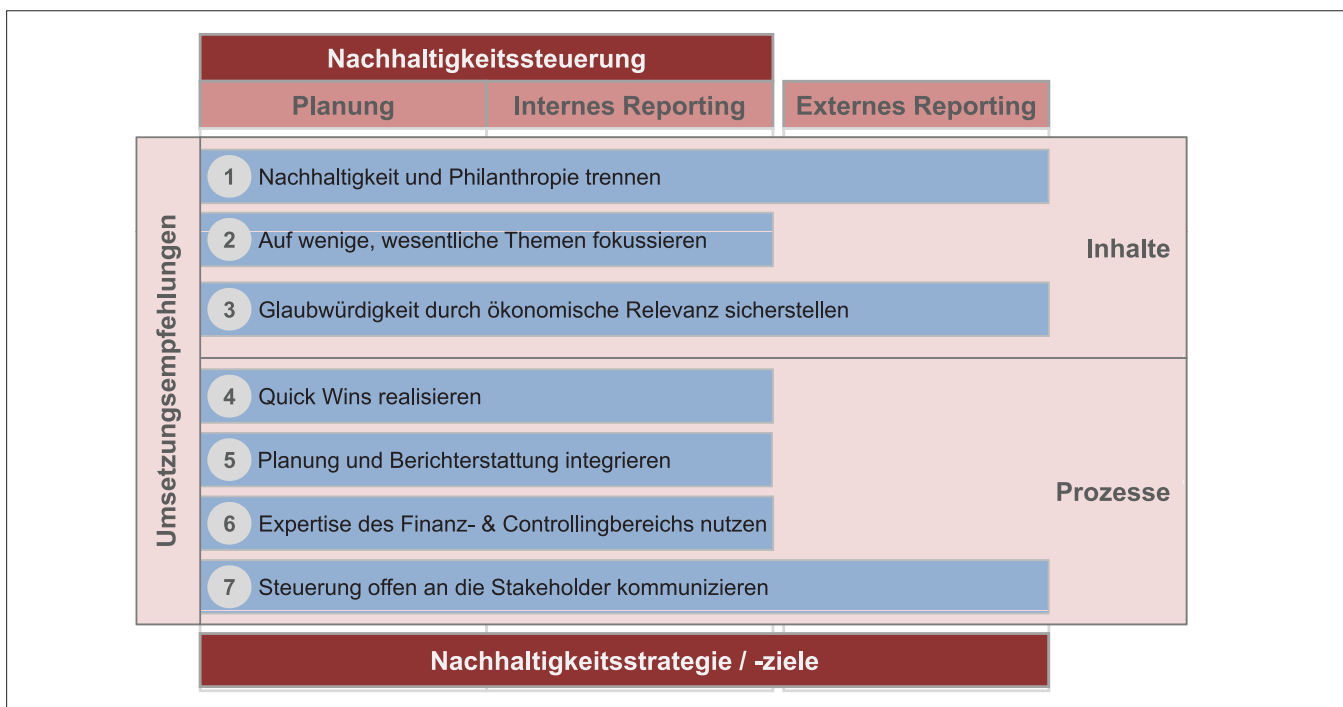 Nachhaltigkeitssteuerung
Planung
Internes Reporting
Externes Reporting
Umsetzungsempfehlungen
1 Nachhaltigkeit und Philanthropie trennen
2 Auf wenige, wesentliche Themen fokussieren
3 Glaubwürdigkeit durch ökonomische Relevanz sicherstellen
Inhalte
4 Quick Wins realisieren
5 Planung und Berichterstattung integrieren
6 Expertise des Finanz- & Controllingbereichs nutzen
7 Steuerung offen an die Stakeholder kommunizieren
Prozesse
Nachhaltigkeitsstrategie / -ziele